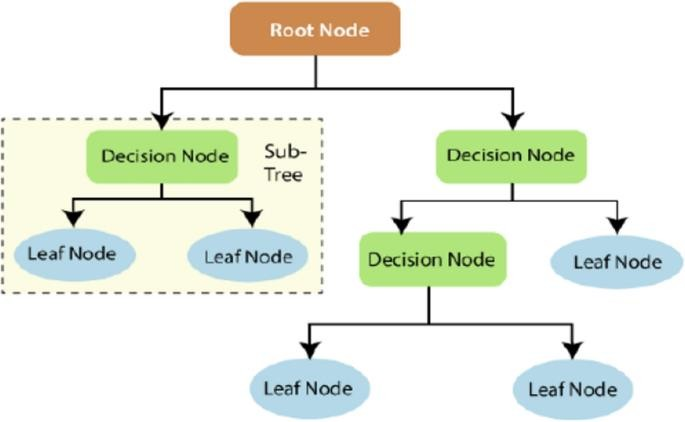 Root Node
Decision Node
Sub-
Tree
Decision Node
Leaf Node
Leaf Node
Decision Node
Leaf Node
Leaf Node
Leaf Node